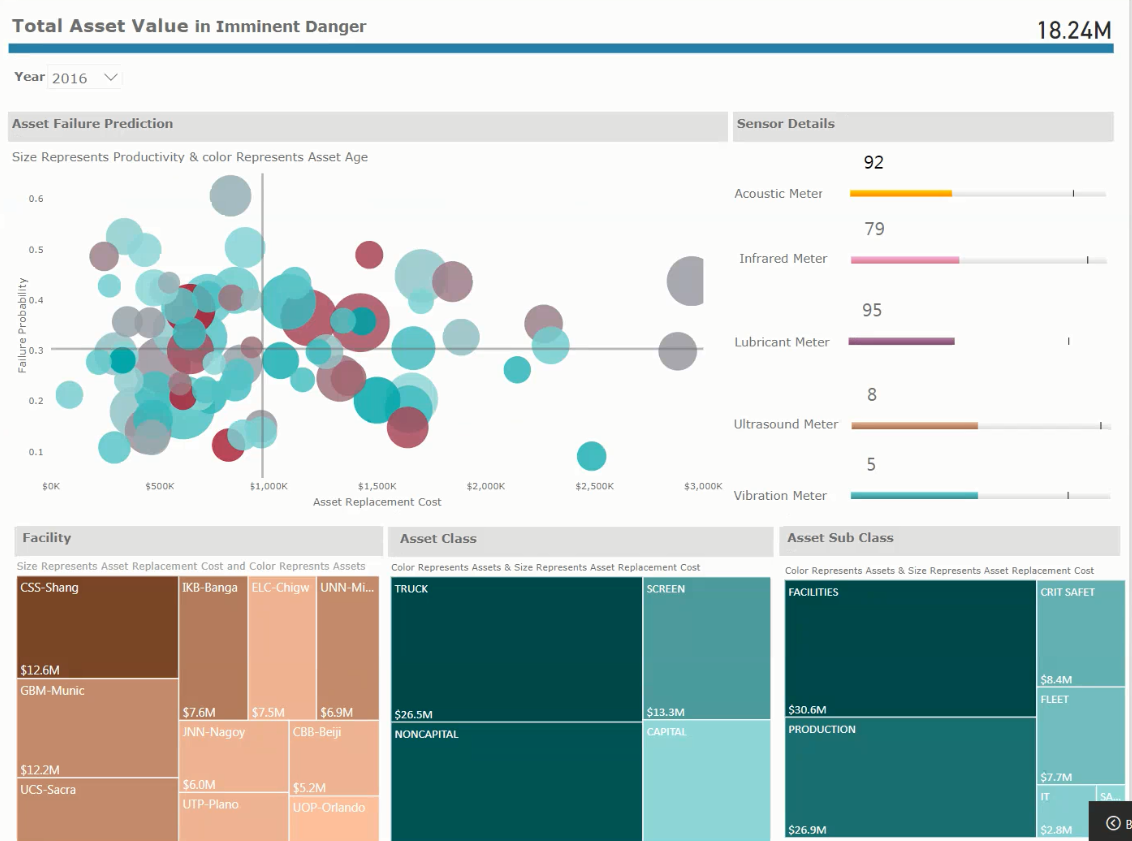 Total Asset Value in Imminent Danger
18.24M
Year 2016
Asset Failure Prediction
Size Represents Productivity & color Represents Asset Age
Failure Probability
0.6
0.5
0.4
0.3
0.2
0.1
$0K $500K $1,000K $1,500K $2,000K $2,500K $3,000K
Asset Replacement Cost
Sensor Details
92
Acoustic Meter
79
Infrared Meter
95
Lubricant Meter
8
Ultrasound Meter
5
Vibration Meter
Facility
Size Represents Asset Replacement Cost and Color Represnts Assets
CSS-Shang
$12.6M
GBM-Munic
$12.2M
UCS-Sacra
IKB-Banga
$7.6M
ELC-Chigw
$7.5M
UNN-Mi...
$6.9M
JNN-Nagoy
$6.0M
CBB-Beiji
$5.2M
UTP-Plano
UOP-Orlando
Asset Class
Color Represents Assets & Size Represents Asset Replacement Cost
TRUCK
$26.5M
NONCAPITAL
SCREEN
$13.3M
CAPITAL
Asset Sub Class
Color Represents Assets & Size Represents Asset Replacement Cost
FACILITIES
$30.6M
PRODUCTION
$26.9M
CRIT SAFET
$8.4M
FLEET
$7.7M
IT
$2.8M
SA...
B